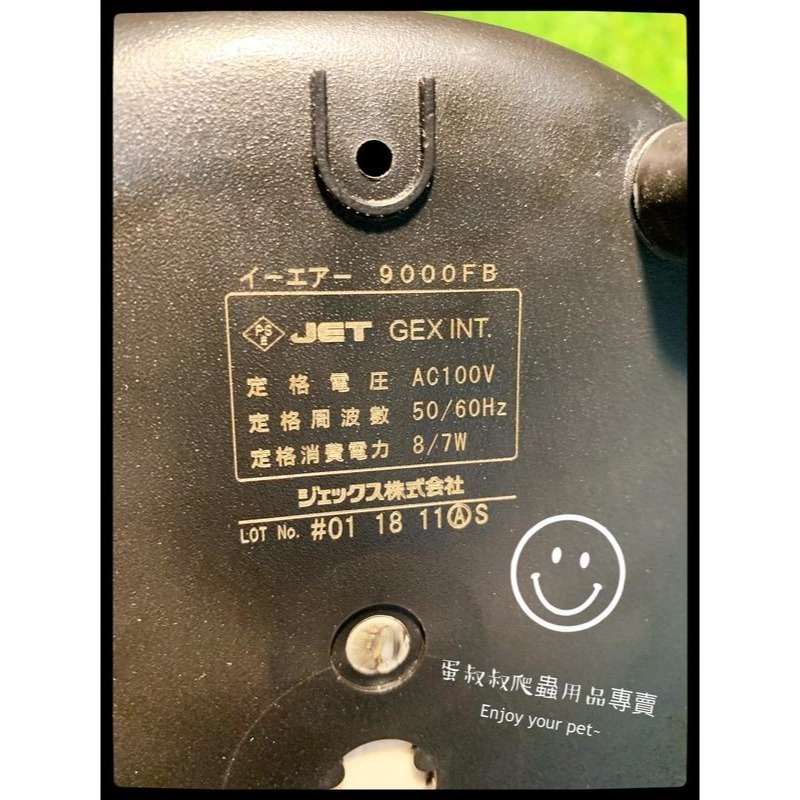 イーエアー 9000FB
PS E JET GEX INT.
定格電圧 AC100V
定格周波數 50/60Hz
定格消費電力 8/7W
ジェックス株式会社
LOT No. #01 18 11ⒶS
蛋叔叔爬蟲用品專賣
Enjoy your pet~